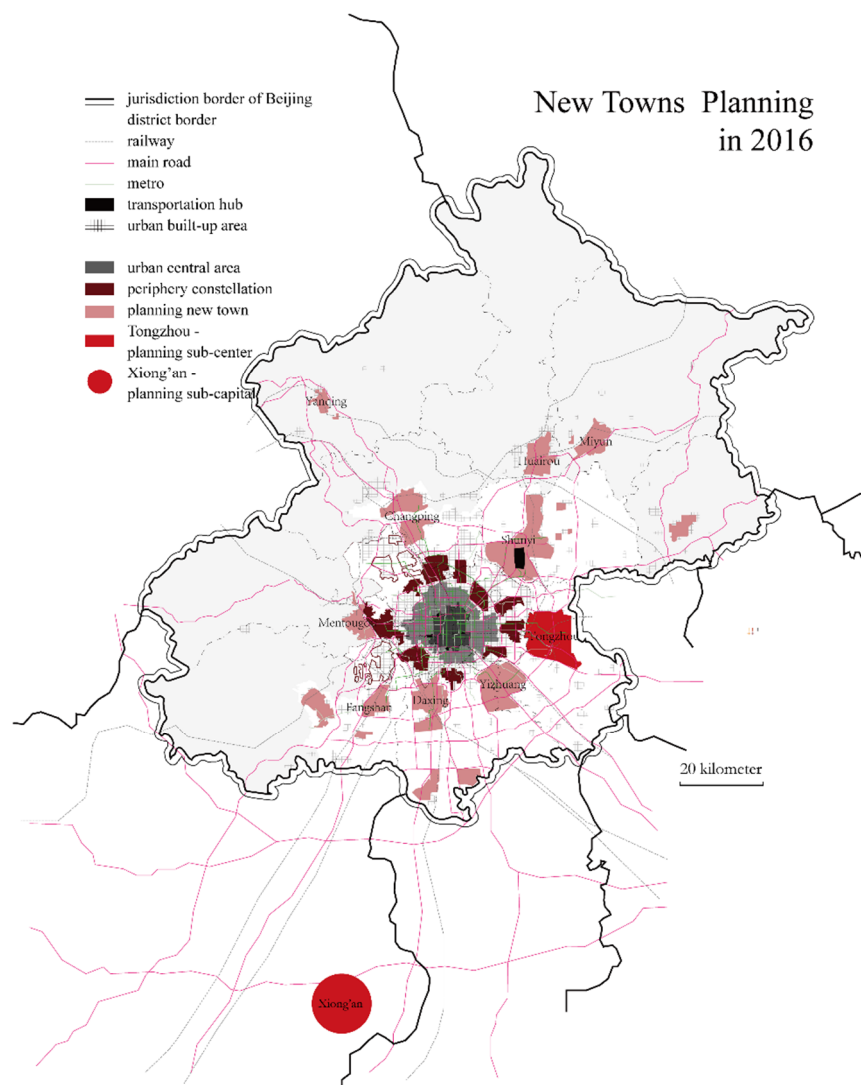 New Towns Planning
in 2016
jurisdiction border of Beijing
district border
railway
main road
metro
transportation hub
urban built-up area
urban central area
periphery constellation
planning new town
Tongzhou -
planning sub-center
Xiong'an -
planning sub-capital
Yanqing
Miyun
Huairou
Changping
Shunyi
Mentougou
Tongzhou
Yizhuang
Fangshan
Daxing
20 kilometer
Xiong'an